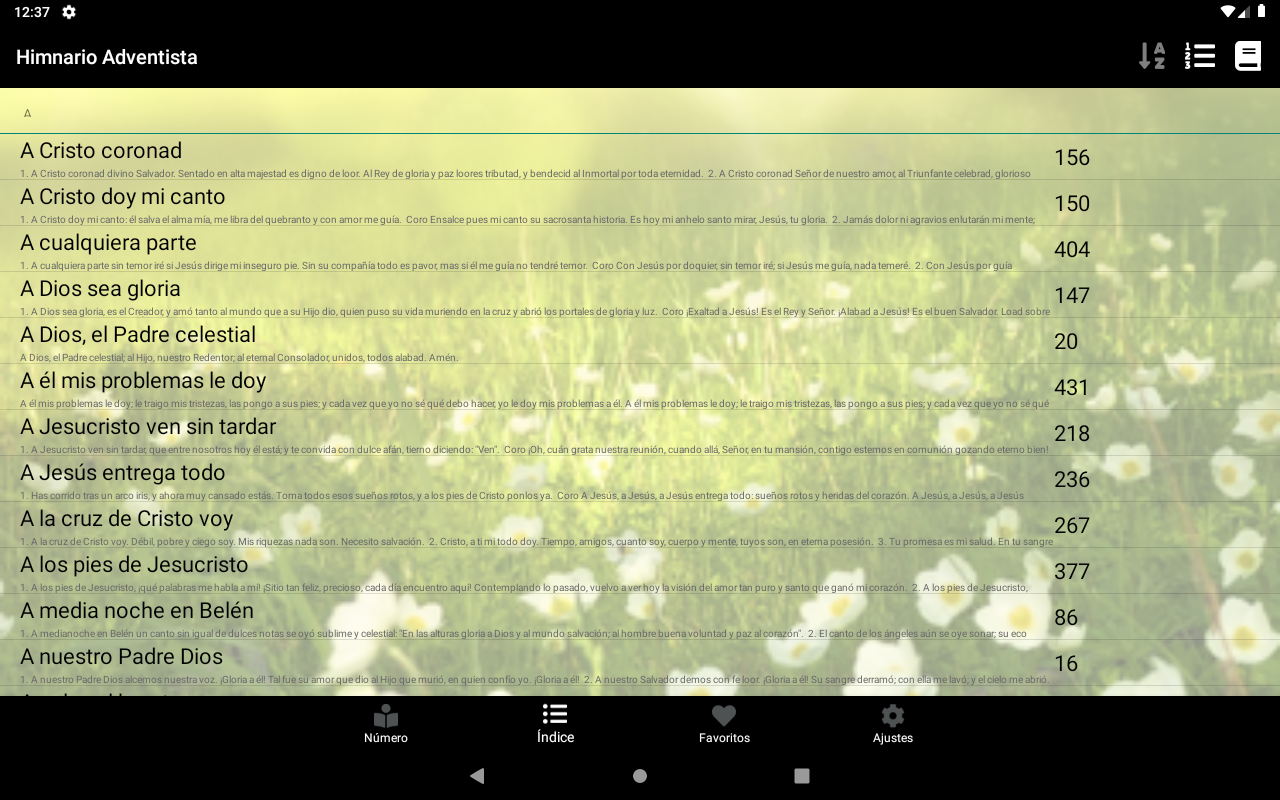 12:37
Himnario Adventista
A
A Cristo coronad
156
1. A Cristo coronad divino Salvador. Sentado en alta majestad es digno de loor. Al Rey de gloria y paz loores tributad, y bendecid al Inmortal por toda eternidad.  2. A Cristo coronad Señor de nuestro amor, al Triunfante celebrad, glorioso
A Cristo doy mi canto
150
1. A Cristo doy mi canto: él salva el alma mía, me libra del quebranto y con amor me guía.  Coro Ensalce pues mi canto su sacrosanta historia. Es hoy mi anhelo santo mirar, Jesús, tu gloria.  2. Jamás dolor ni agravios enlutarán mi mente;
A cualquiera parte
404
1. A cualquiera parte sin temor iré si Jesús dirige mi inseguro pie. Sin su compañía todo es pavor, mas si él me guía no tendré temor.  Coro Con Jesús por doquier, sin temor iré; si Jesús me guía, nada temeré.  2. Con Jesús por guía
A Dios sea gloria
147
1. A Dios sea gloria, es el Creador, y amó tanto al mundo que a su Hijo dio, quien puso su vida muriendo en la cruz y abrió los portales de gloria y luz.  Coro ¡Exaltad a Jesús! Es el Rey y Señor. ¡Alabad a Jesús! Es el buen Salvador. Load sobre
A Dios, el Padre celestial
20
A Dios, el Padre celestial; al Hijo, nuestro Redentor; al eternal Consolador, unidos, todos alabad. Amén.
A él mis problemas le doy
431
A él mis problemas le doy; le traigo mis tristezas, las pongo a sus pies; y cada vez que yo no sé qué debo hacer, yo le doy mis problemas a él. A él mis problemas le doy; le traigo mis tristezas, las pongo a sus pies; y cada vez que yo no sé qué
A Jesucristo ven sin tardar
218
1. A Jesucristo ven sin tardar, que entre nosotros hoy él está; y te convida con dulce afán, tierno diciendo: "Ven".  Coro ¡Oh, cuán grata nuestra reunión, cuando allá, Señor, en tu mansión, contigo estemos en comunión gozando eterno bien!
A Jesús entrega todo
236
1. Has corrido tras un arco iris, y ahora muy cansado estás. Toma todos esos sueños rotos, y a los pies de Cristo ponlos ya.  Coro A Jesús, a Jesús, a Jesús entrega todo: sueños rotos y heridas del corazón. A Jesús, a Jesús, a Jesús
A la cruz de Cristo voy
267
1. A la cruz de Cristo voy. Débil, pobre y ciego soy. Mis riquezas nada son. Necesito salvación.  2. Cristo, a ti mi todo doy. Tiempo, amigos, cuanto soy, cuerpo y mente, tuyos son, en eterna posesión.  3. Tu promesa es mi salud. En tu sangre
A los pies de Jesucristo
377
1. A los pies de Jesucristo, ¡qué palabras me habla a mí! ¡Sitio tan feliz, precioso, cada día encuentro aquí! Contemplando lo pasado, vuelvo a ver hoy la visión del amor tan puro y santo que ganó mi corazón.  2. A los pies de Jesucristo,
A media noche en Belén
86
1. A medianoche en Belén un canto sin igual de dulces notas se oyó sublime y celestial: "En las alturas gloria a Dios y al mundo salvación; al hombre buena voluntad y paz al corazón".  2. El canto de los ángeles aún se oye sonar; su eco
A nuestro Padre Dios
16
1. A nuestro Padre Dios alcemos nuestra voz. ¡Gloria a él! Tal fue su amor que dio al Hijo que murió, en quien confío yo. ¡Gloria a él!  2. A nuestro Salvador demos con fe loor. ¡Gloria a él! Su sangre derramó; con ella me lavó; y el cielo me abrió.
Número
Índice
Favoritos
Ajustes